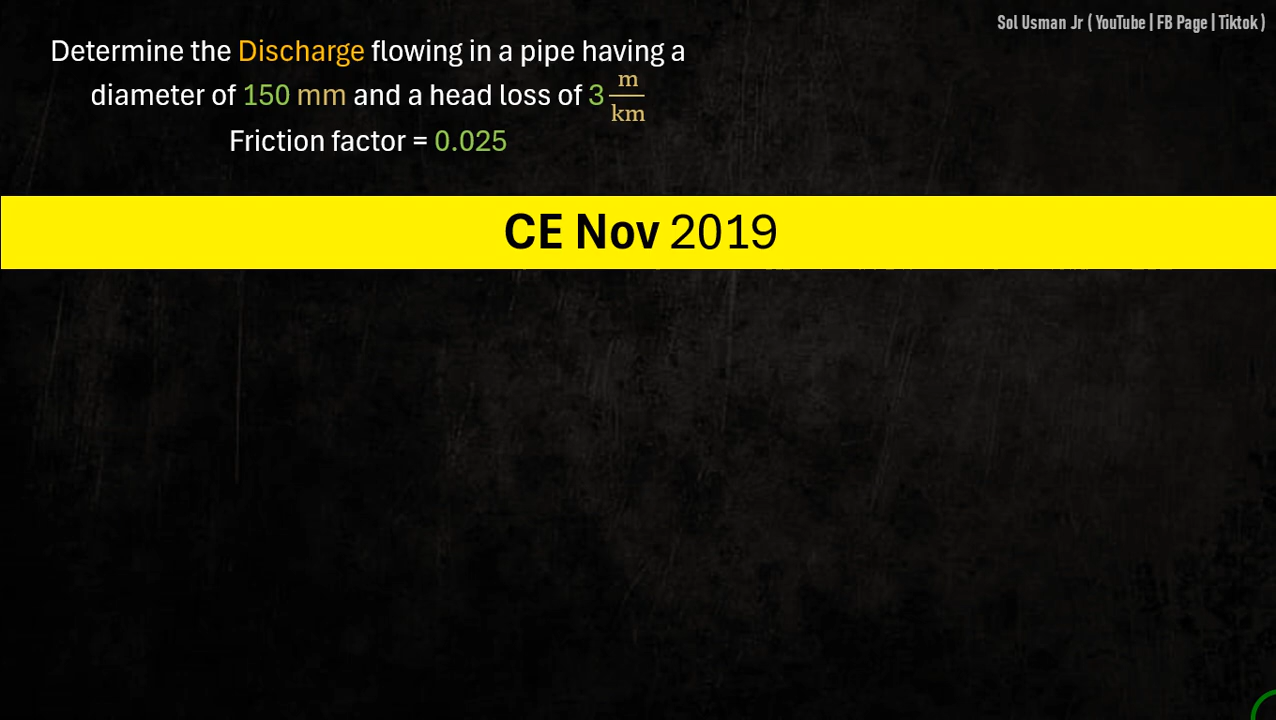 Sol Usman Jr ( YouTube | FB Page | Tiktok )
Determine the Discharge flowing in a pipe having a
diameter of 150 mm and a head loss of 3 m/km
Friction factor = 0.025
CE Nov 2019